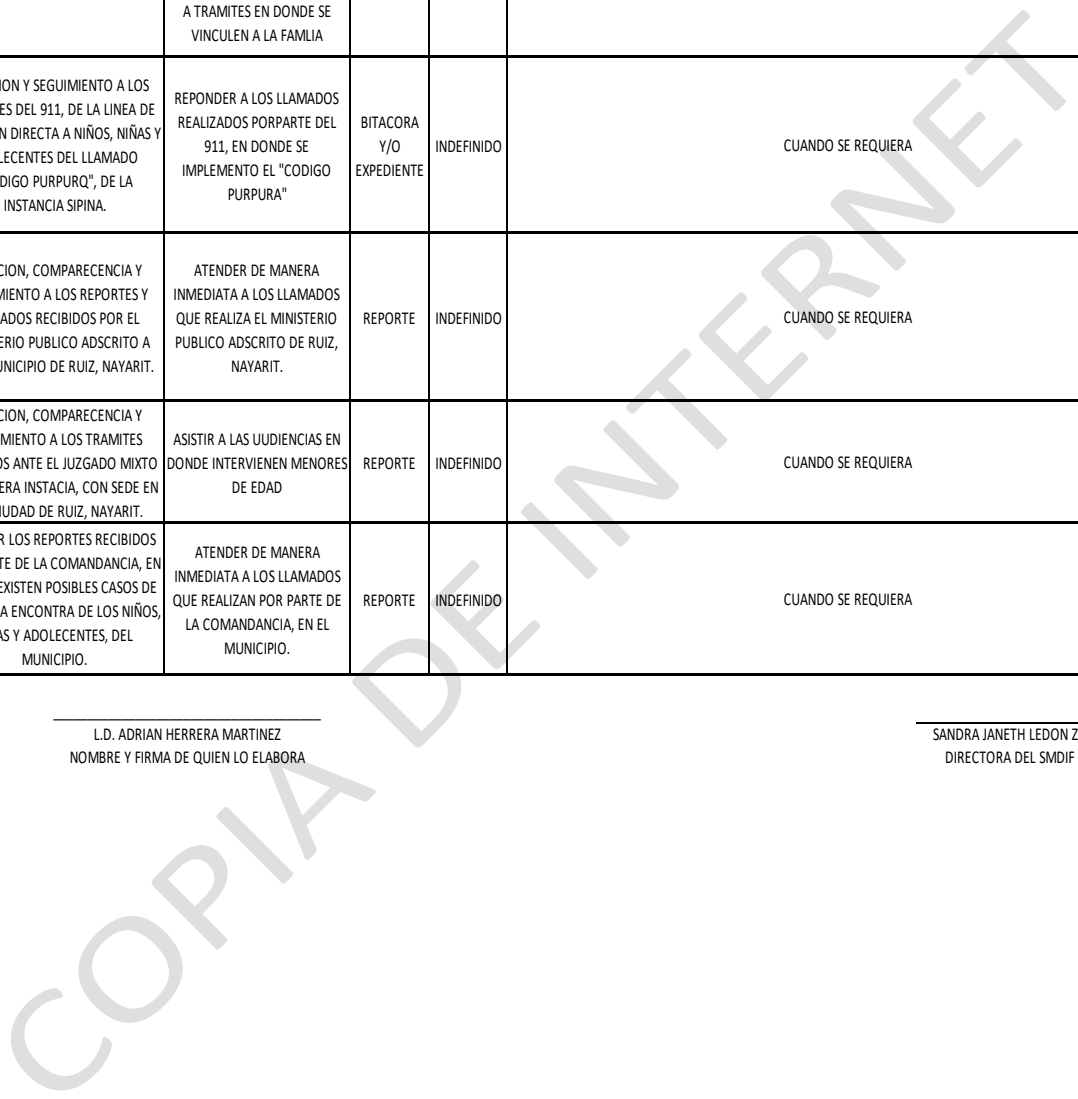 A TRAMITES EN DONDE SE
VINCULEN A LA FAMLIA
ON Y SEGUIMIENTO A LOS
ES DEL 911, DE LA LINEA DE
N DIRECTA A NIÑOS, NIÑAS Y
LECENTES DEL LLAMADO
DIGO PURPURQ", DE LA
INSTANCIA SIPINA.
REPONDER A LOS LLAMADOS
REALIZADOS PORPARTE DEL
911, EN DONDE SE
IMPLEMENTO EL "CODIGO
PURPURA"
BITACORA
Y/O
EXPEDIENTE
INDEFINIDO
CUANDO SE REQUIERA
CION, COMPARECENCIA Y
MIENTO A LOS REPORTES Y
ADOS RECIBIDOS POR EL
ERIO PUBLICO ADSCRITO A
UNICIPIO DE RUIZ, NAYARIT.
ATENDER DE MANERA
INMEDIATA A LOS LLAMADOS
QUE REALIZA EL MINISTERIO
PUBLICO ADSCRITO DE RUIZ,
NAYARIT.
REPORTE
INDEFINIDO
CUANDO SE REQUIERA
CION, COMPARECENCIA Y
MIENTO A LOS TRAMITES
OS ANTE EL JUZGADO MIXTO
ERA INSTACIA, CON SEDE EN
IUDAD DE RUIZ, NAYARIT.
ASISTIR A LAS UUDIENCIAS EN
DONDE INTERVIENEN MENORES
DE EDAD
REPORTE
INDEFINIDO
CUANDO SE REQUIERA
R LOS REPORTES RECIBIDOS
TE DE LA COMANDANCIA, EN
EXISTEN POSIBLES CASOS DE
A ENCONTRA DE LOS NIÑOS,
AS Y ADOLECENTES, DEL
MUNICIPIO.
ATENDER DE MANERA
INMEDIATA A LOS LLAMADOS
QUE REALIZAN POR PARTE DE
LA COMANDANCIA, EN EL
MUNICIPIO.
REPORTE
INDEFINIDO
CUANDO SE REQUIERA
L.D. ADRIAN HERRERA MARTINEZ
NOMBRE Y FIRMA DE QUIEN LO ELABORA
SANDRA JANETH LEDON Z
DIRECTORA DEL SMDIF
COPIA DE INTERNET